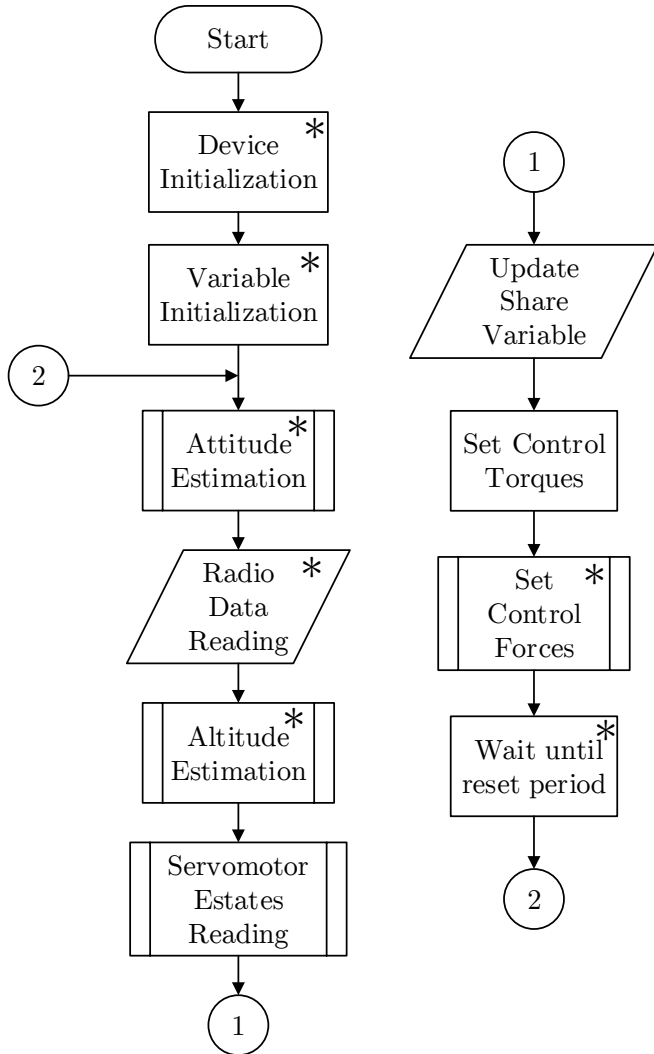 Start
*
Device
Initialization
*
Variable
Initialization
2
*
Attitude
Estimation
*
Radio
Data
Reading
*
Altitude
Estimation
Servomotor
Estates
Reading
1
1
Update
Share
Variable
Set Control
Torques
*
Set
Control
Forces
*
Wait until
reset period
2